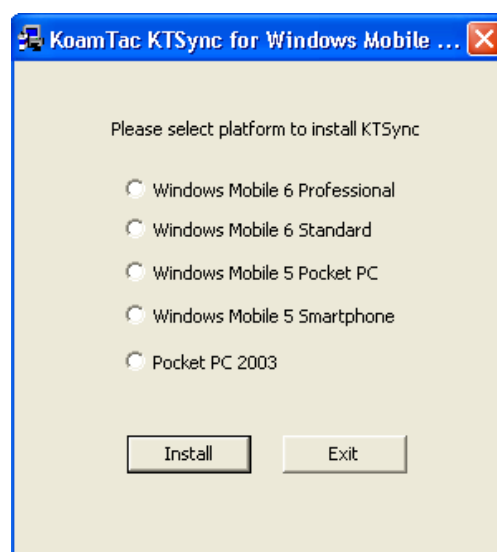 KoamTac KTSync for Windows Mobile ...
Please select platform to install KTSync
Windows Mobile 6 Professional
Windows Mobile 6 Standard
Windows Mobile 5 Pocket PC
Windows Mobile 5 Smartphone
Pocket PC 2003
Install Exit